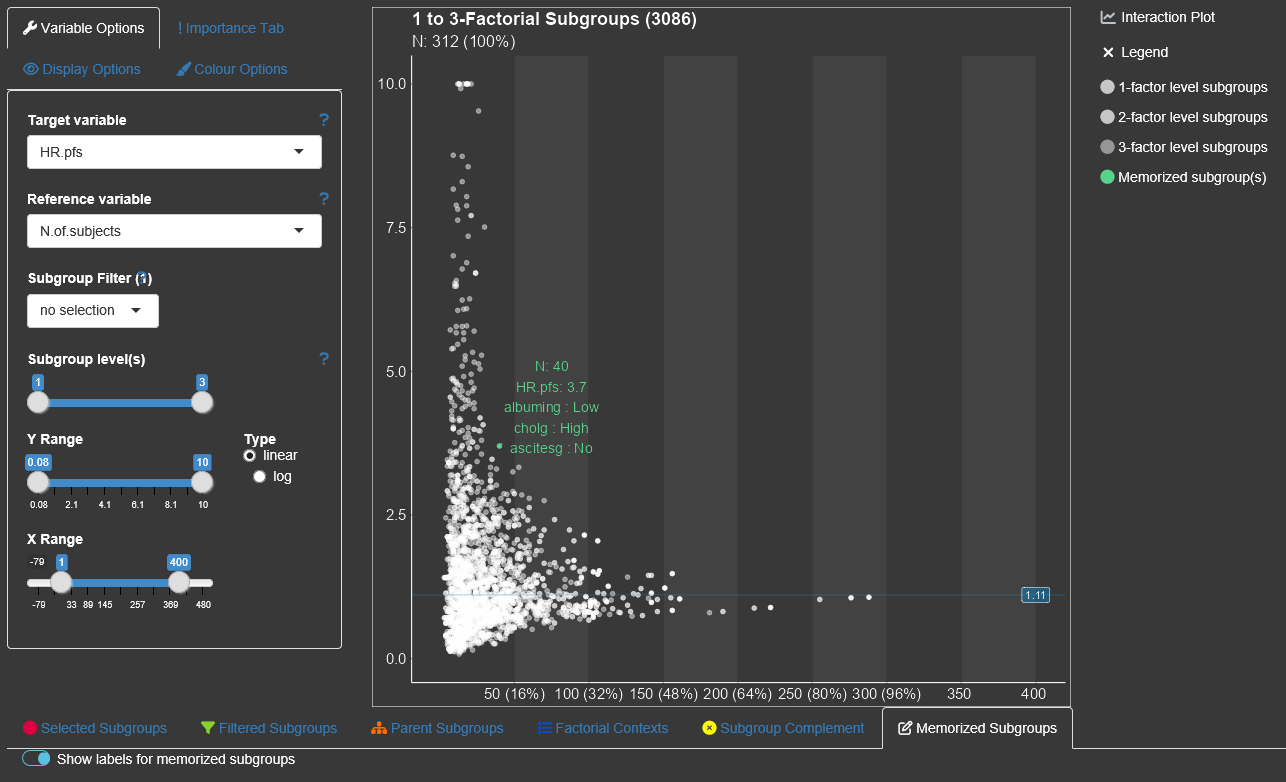 Variable Options
! Importance Tab
Display Options
Colour Options
Target variable ?
HR.pfs
Reference variable ?
N.of.subjects
Subgroup Filter (1) ?
no selection
Subgroup level(s) ?
1 3
Y Range
0.08 10
0.08 2.1 4.1 6.1 8.1 10
Type
linear
log
X Range
-79 1 400
-79 33 89 145 257 369 480
1 to 3-Factorial Subgroups (3086)
N: 312 (100%)
10.0
7.5
5.0
2.5
0.0
N: 40
HR.pfs: 3.7
albuming : Low
cholg : High
ascitesg : No
1.11
50 (16%) 100 (32%) 150 (48%) 200 (64%) 250 (80%) 300 (96%) 350 400
Interaction Plot
Legend
1-factor level subgroups
2-factor level subgroups
3-factor level subgroups
Memorized subgroup(s)
Selected Subgroups
Filtered Subgroups
Parent Subgroups
Factorial Contexts
Subgroup Complement
Memorized Subgroups
Show labels for memorized subgroups